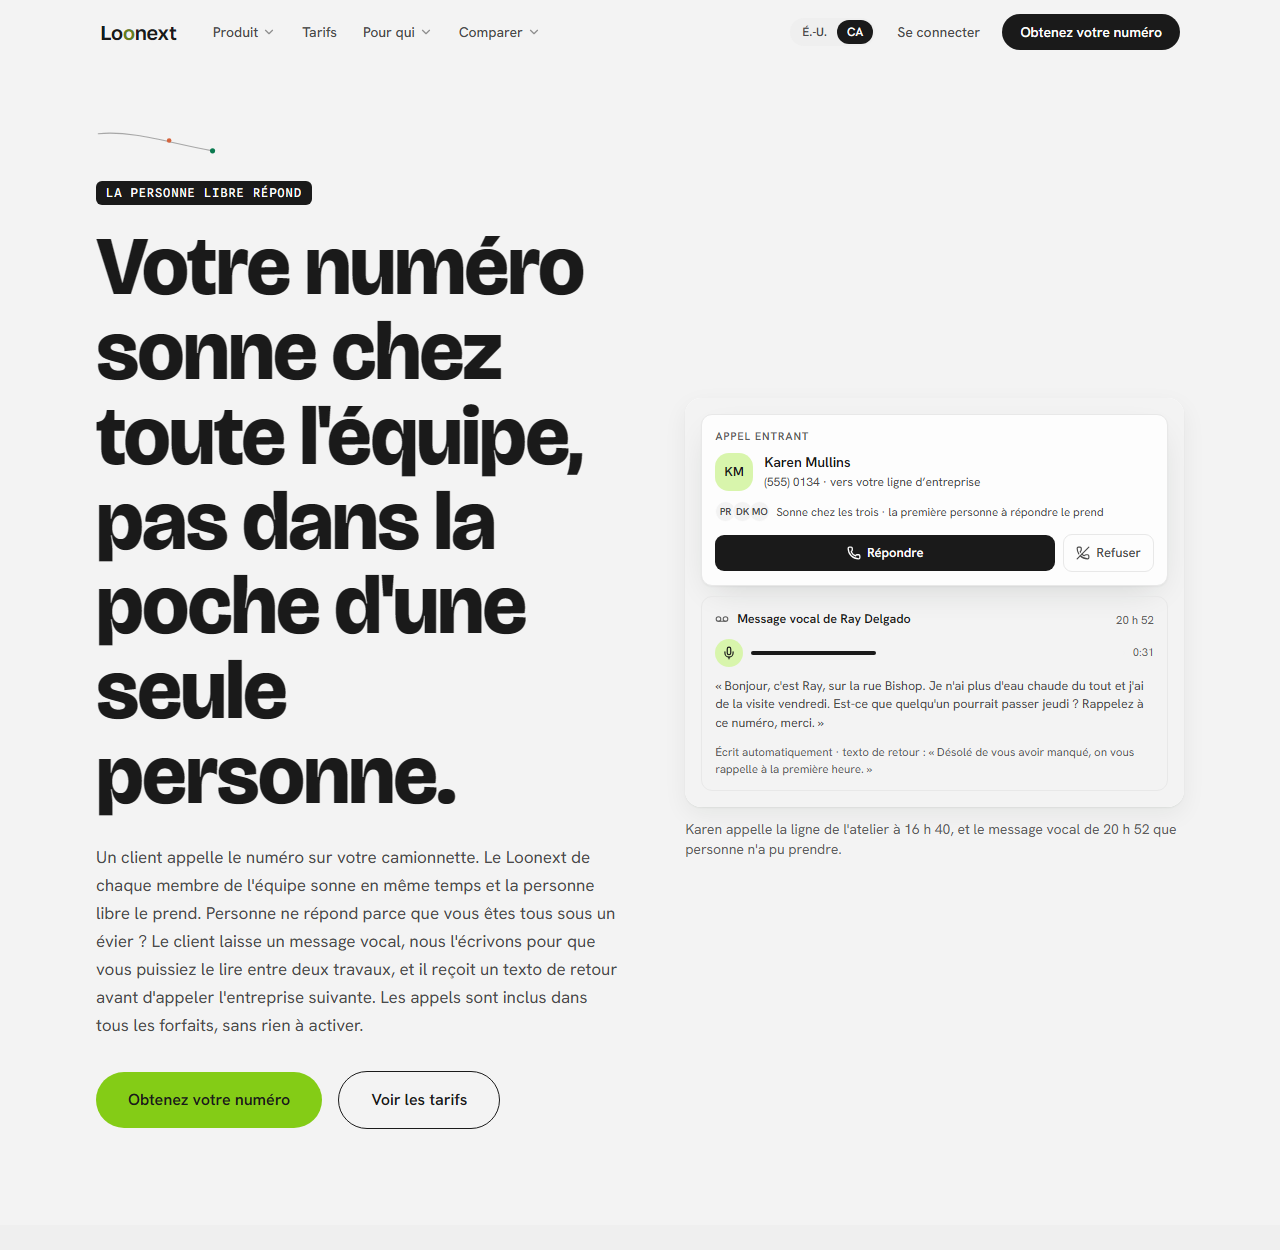 Loonext
Produit
Tarifs
Pour qui
Comparer
É.-U.
CA
Se connecter
Obtenez votre numéro
LA PERSONNE LIBRE RÉPOND
Votre numéro
sonne chez
toute l'équipe,
pas dans la
poche d'une
seule
personne.
Un client appelle le numéro sur votre camionnette. Le Loonext de
chaque membre de l'équipe sonne en même temps et la personne
libre le prend. Personne ne répond parce que vous êtes tous sous un
évier ? Le client laisse un message vocal, nous l'écrivons pour que
vous puissiez le lire entre deux travaux, et il reçoit un texto de retour
avant d'appeler l'entreprise suivante. Les appels sont inclus dans
tous les forfaits, sans rien à activer.
Obtenez votre numéro
Voir les tarifs
APPEL ENTRANT
KM
Karen Mullins
(555) 0134 · vers votre ligne d’entreprise
PR DK MO Sonne chez les trois · la première personne à répondre le prend
Répondre
Refuser
Message vocal de Ray Delgado
20 h 52
0:31
« Bonjour, c'est Ray, sur la rue Bishop. Je n'ai plus d'eau chaude du tout et j'ai
de la visite vendredi. Est-ce que quelqu'un pourrait passer jeudi ? Rappelez à
ce numéro, merci. »
Écrit automatiquement · texto de retour : « Désolé de vous avoir manqué, on vous
rappelle à la première heure. »
Karen appelle la ligne de l'atelier à 16 h 40, et le message vocal de 20 h 52 que
personne n'a pu prendre.